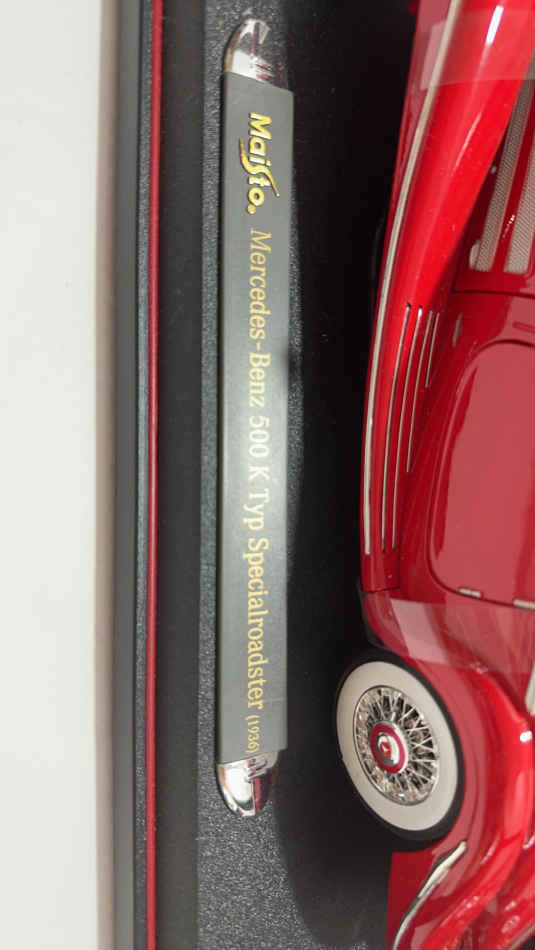 Maisto. Mercedes-Benz 500 K Typ Specialroadster (1936)